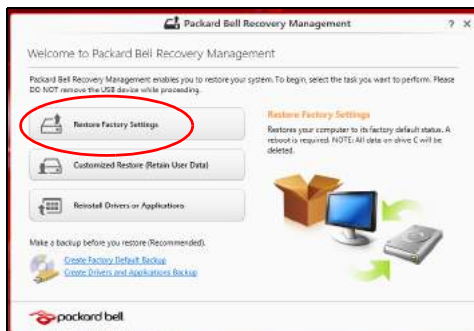 Packard Bell Recovery Management ? ×
Welcome to Packard Bell Recovery Management
Packard Bell Recovery Management enables you to restore your system. To begin, select the task you want to perform. Please
DO NOT remove the USB device while proceeding.
Restore Factory Settings
Customized Restore (Retain User Data)
Reinstall Drivers or Applications
Restore Factory Settings
Restores your computer to its factory default status. A
reboot is required. NOTE: All data on drive C will be
deleted.
Make a backup before you restore (Recommended).
Create Factory Default Backup
Create Drivers and Applications Backup
packard bell